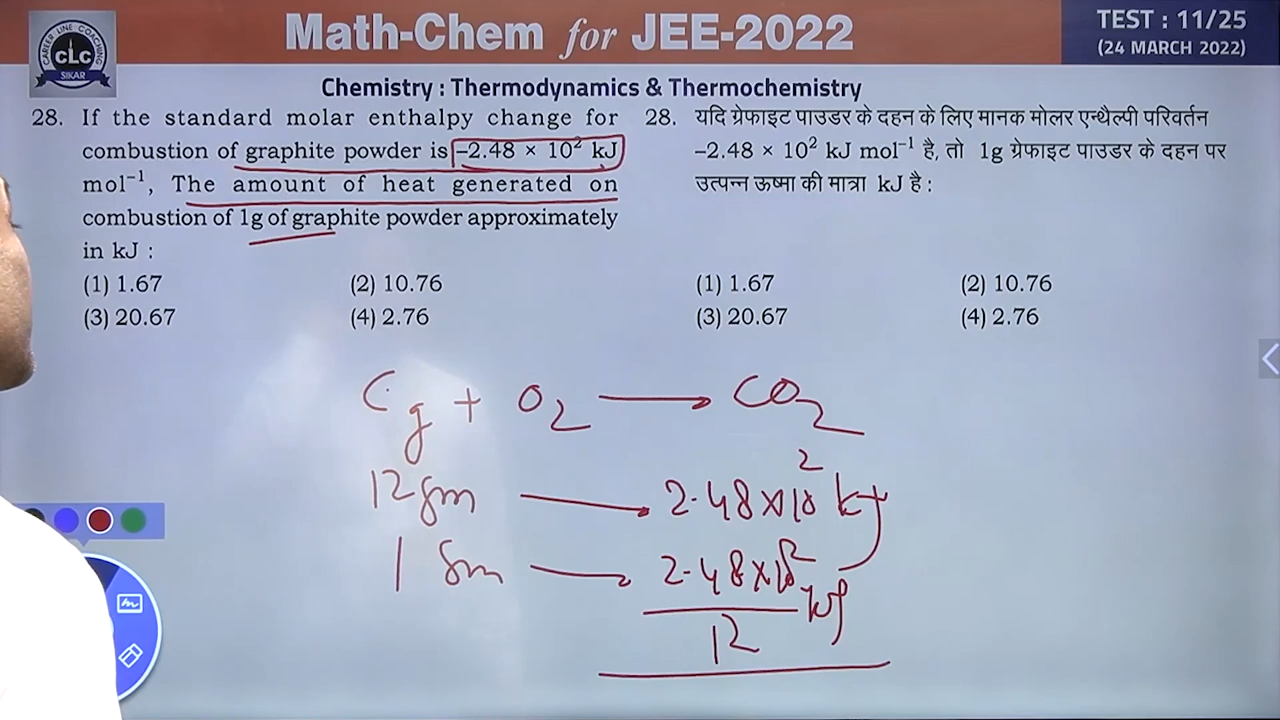 CAREER LINE COACHING
CLC
SIKAR
Math-Chem for JEE-2022
TEST : 11/25
(24 MARCH 2022)
Chemistry : Thermodynamics & Thermochemistry
28. If the standard molar enthalpy change for
combustion of graphite powder is –2.48 × 10² kJ
mol⁻¹, The amount of heat generated on
combustion of 1g of graphite powder approximately
in kJ :
(1) 1.67 (2) 10.76
(3) 20.67 (4) 2.76
28. यदि ग्रेफाइट पाउडर के दहन के लिए मानक मोलर एन्थैल्पी परिवर्तन
–2.48 × 10² kJ mol⁻¹ है, तो 1g ग्रेफाइट पाउडर के दहन पर
उत्पन्न ऊष्मा की मात्रा kJ है :
(1) 1.67 (2) 10.76
(3) 20.67 (4) 2.76
Cg + O₂ → CO₂
12 gm → 2.48×10² kJ
1 gm → 2.48×10² kJ
12